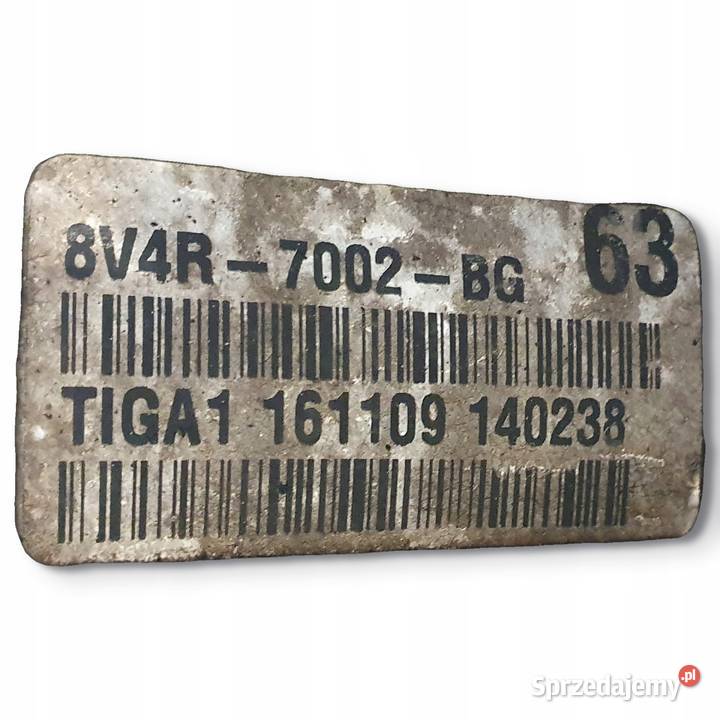 8V4R-7002-BG 63
TIGA1 161109 140238
Sprzedajemy.pl